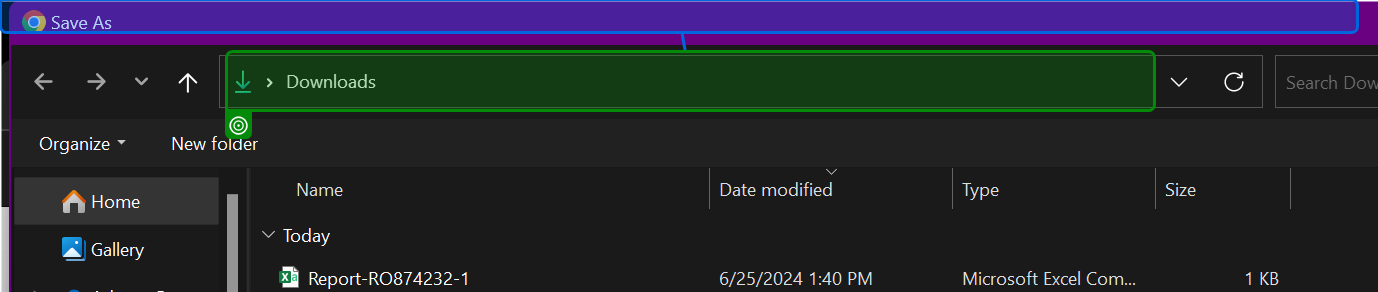 Save As
Downloads
Search Dow
Organize
New folder
Name
Date modified
Type
Size
Home
Gallery
Today
Report-RO874232-1
6/25/2024 1:40 PM
Microsoft Excel Com...
1 KB